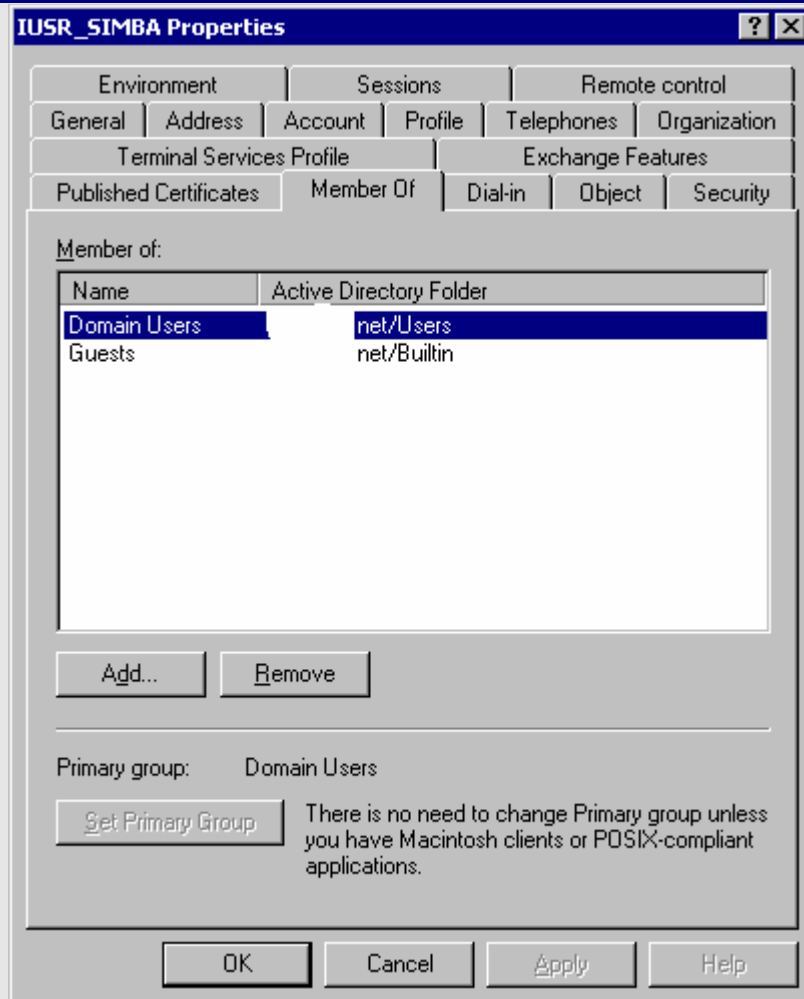 IUSR_SIMBA Properties
Environment Sessions Remote control
General Address Account Profile Telephones Organization
Terminal Services Profile Exchange Features
Published Certificates Member Of Dial-in Object Security
Member of:
Name Active Directory Folder
Domain Users net/Users
Guests net/Builtin
Add... Remove
Primary group: Domain Users
Set Primary Group
There is no need to change Primary group unless
you have Macintosh clients or POSIX-compliant
applications.
OK Cancel Apply Help